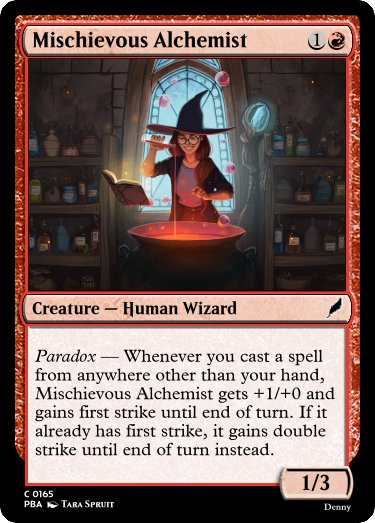 Mischievous Alchemist 1
Creature — Human Wizard
Paradox — Whenever you cast a spell
from anywhere other than your hand,
Mischievous Alchemist gets +1/+0 and
gains first strike until end of turn. If it
already has first strike, it gains double
strike until end of turn instead.
1/3
C 0165
PBA Tara Spruit
Denny